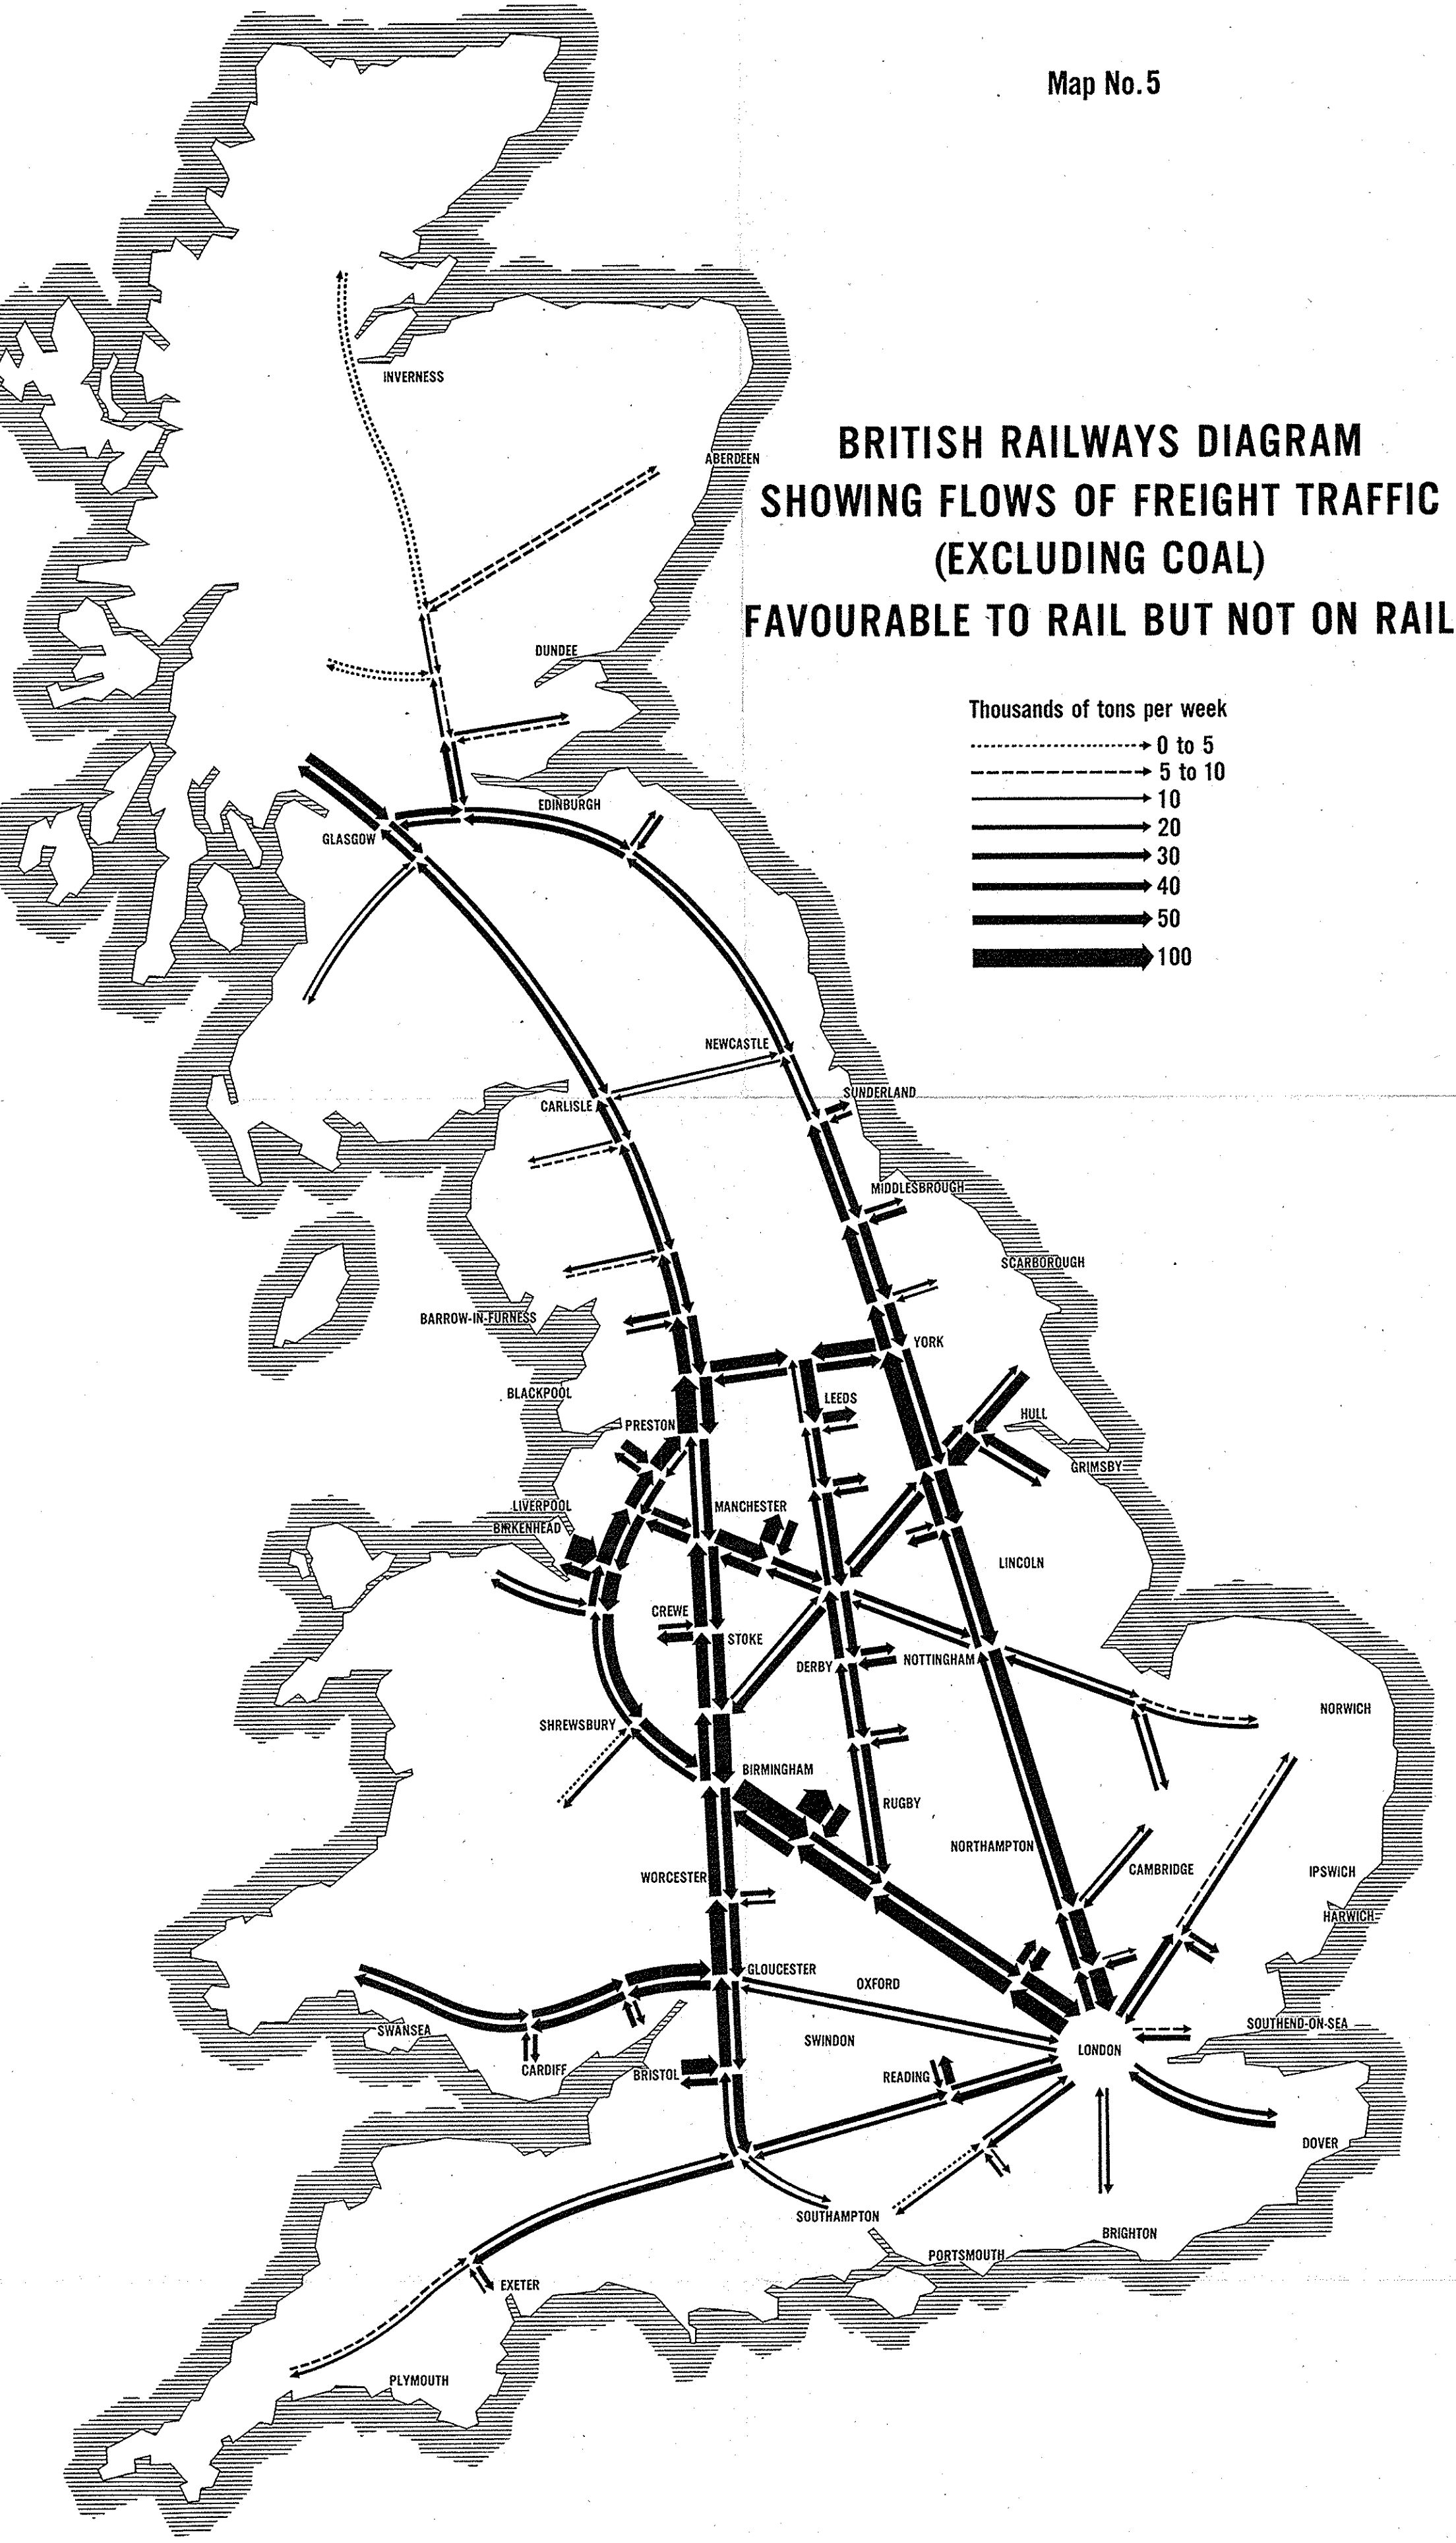 Map No.5
BRITISH RAILWAYS DIAGRAM
SHOWING FLOWS OF FREIGHT TRAFFIC
(EXCLUDING COAL)
FAVOURABLE TO RAIL BUT NOT ON RAIL
Thousands of tons per week
0 to 5
5 to 10
10
20
30
40
50
100
INVERNESS
ABERDEEN
DUNDEE
EDINBURGH
GLASGOW
NEWCASTLE
SUNDERLAND
CARLISLE
MIDDLESBROUGH
SCARBOROUGH
BARROW-IN-FURNESS
YORK
BLACKPOOL
LEEDS
HULL
PRESTON
GRIMSBY
LIVERPOOL
MANCHESTER
BIRKENHEAD
LINCOLN
CREWE
STOKE
DERBY
NOTTINGHAM
NORWICH
SHREWSBURY
BIRMINGHAM
RUGBY
NORTHAMPTON
CAMBRIDGE
IPSWICH
WORCESTER
HARWICH
GLOUCESTER
OXFORD
SWANSEA
SOUTHEND-ON-SEA
SWINDON
LONDON
CARDIFF
BRISTOL
READING
DOVER
SOUTHAMPTON
BRIGHTON
PORTSMOUTH
EXETER
PLYMOUTH